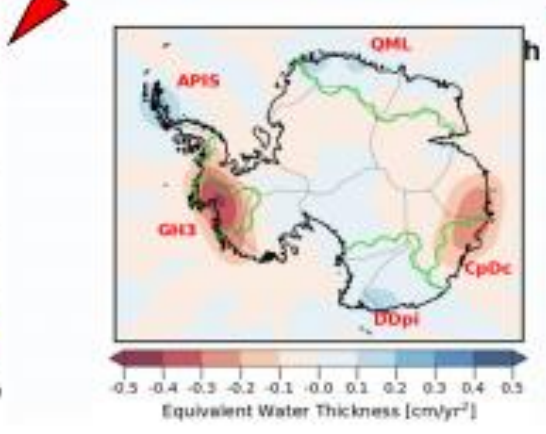 h
QML
APIS
GH3
CpDc
DDpi
-0.5 -0.4 -0.3 -0.2 -0.1 -0.0 0.1 0.2 0.3 0.4 0.5
Equivalent Water Thickness [cm/yr²]